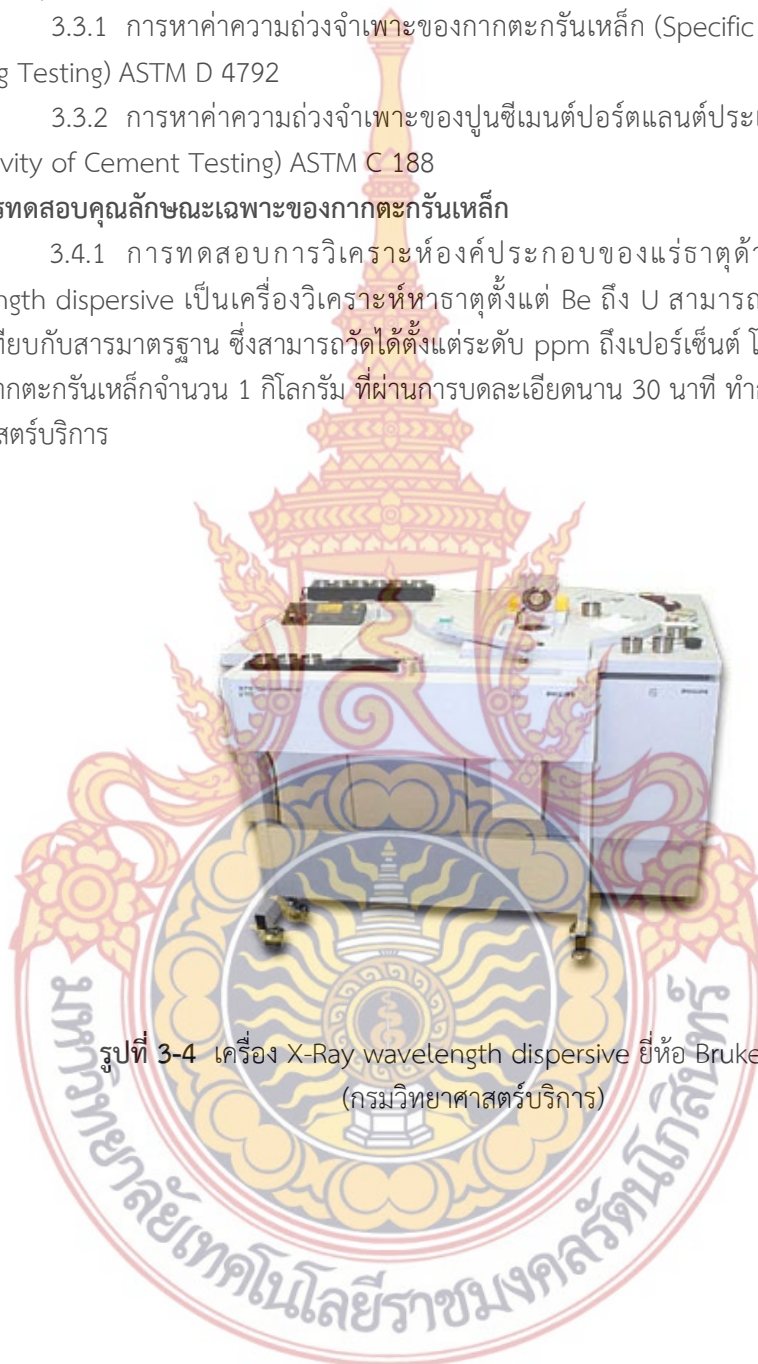 3.3.1 การหาค่าความถ่วงจำเพาะของกากตะกรันเหล็ก (Specific
g Testing) ASTM D 4792
3.3.2 การหาค่าความถ่วงจำเพาะของปูนซีเมนต์ปอร์ตแลนต์ประเ
vity of Cement Testing) ASTM C 188
รทดสอบคุณลักษณะเฉพาะของกากตะกรันเหล็ก
3.4.1 การทดสอบการวิเคราะห์องค์ประกอบของแร่ธาตุด้า
ngth dispersive เป็นเครื่องวิเคราะห์หาธาตุตั้งแต่ Be ถึง U สามารถ
ทียบกับสารมาตรฐาน ซึ่งสามารถวัดได้ตั้งแต่ระดับ ppm ถึงเปอร์เซ็นต์ โ
ากตะกรันเหล็กจำนวน 1 กิโลกรัม ที่ผ่านการบดละเอียดนาน 30 นาที ทำก
สตร์บริการ
รูปที่ 3-4 เครื่อง X-Ray wavelength dispersive ยี่ห้อ Bruke
(กรมวิทยาศาสตร์บริการ)
มหาวิทยาลัยเทคโนโลยีราชมงคลรัตนโกสินทร์